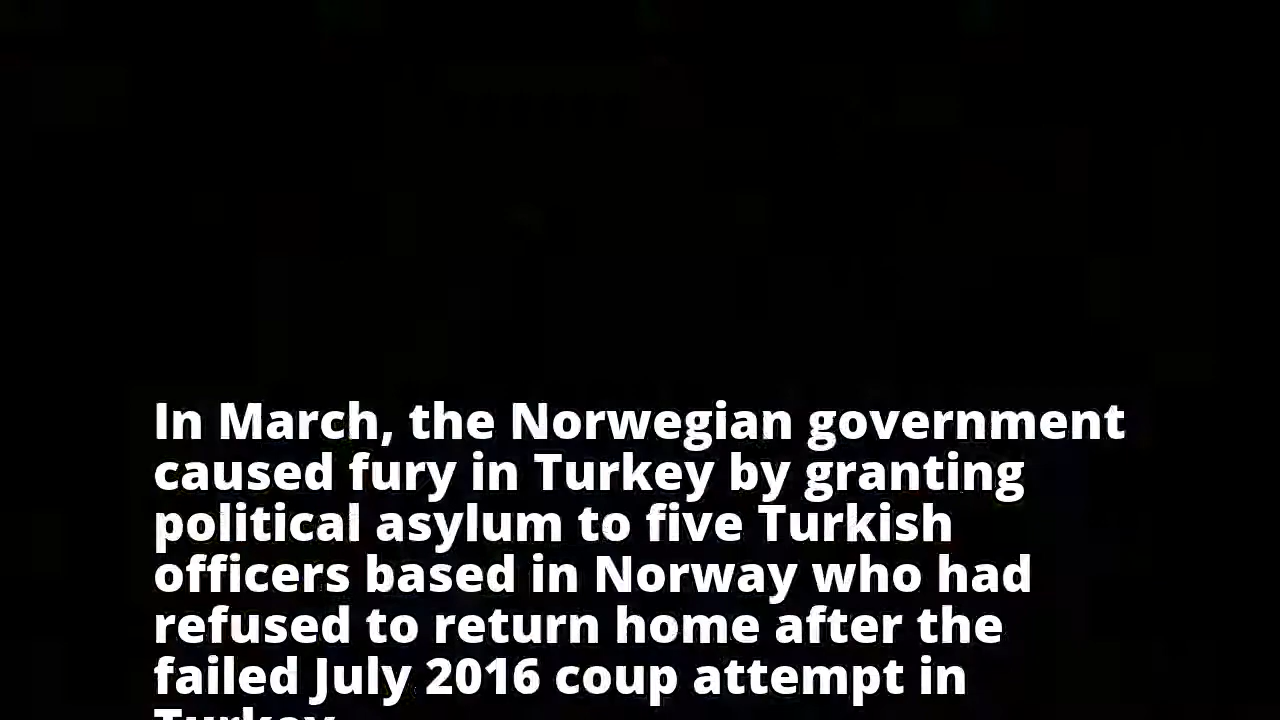 In March, the Norwegian government
caused fury in Turkey by granting
political asylum to five Turkish
officers based in Norway who had
refused to return home after the
failed July 2016 coup attempt in
Turkey